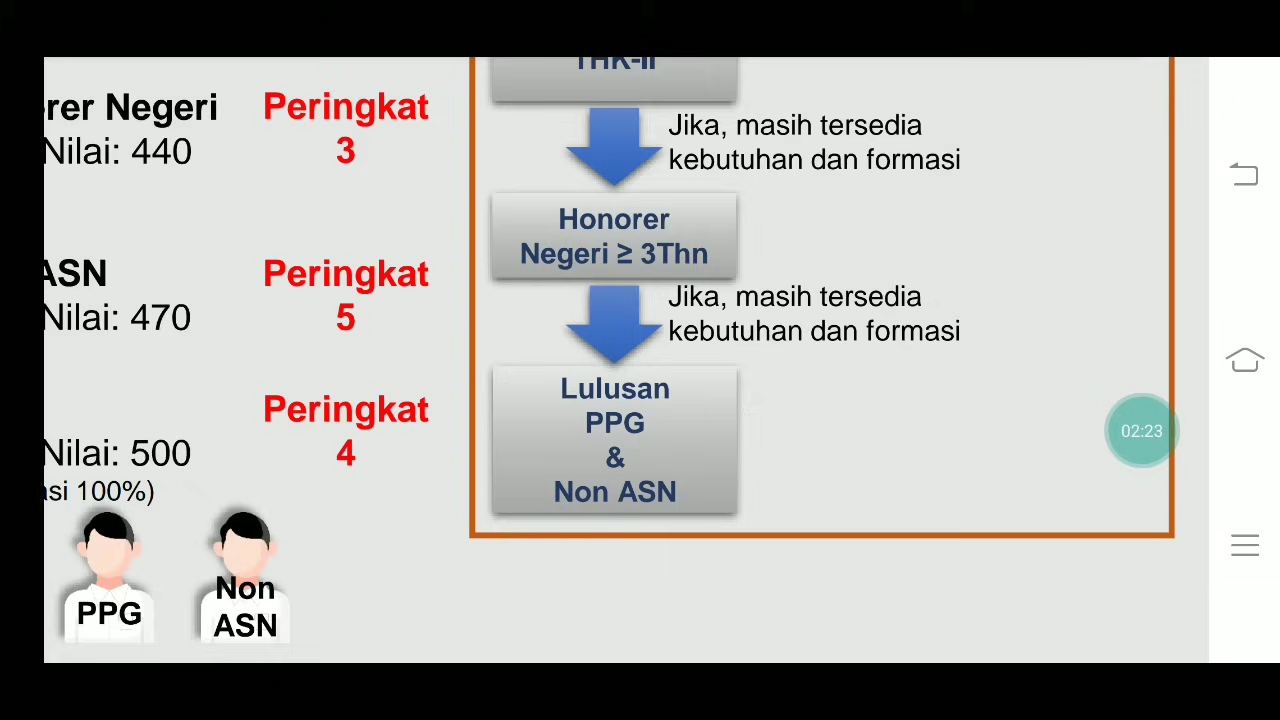 Negeri
Nilai: 440
Peringkat
3
ASN
Nilai: 470
Peringkat
5
Nilai: 500
100%)
Peringkat
4
PPG
Non
ASN
THK-II
Jika, masih tersedia
kebutuhan dan formasi
Honorer
Negeri ≥ 3Thn
Jika, masih tersedia
kebutuhan dan formasi
Lulusan
PPG
&
Non ASN
02:23